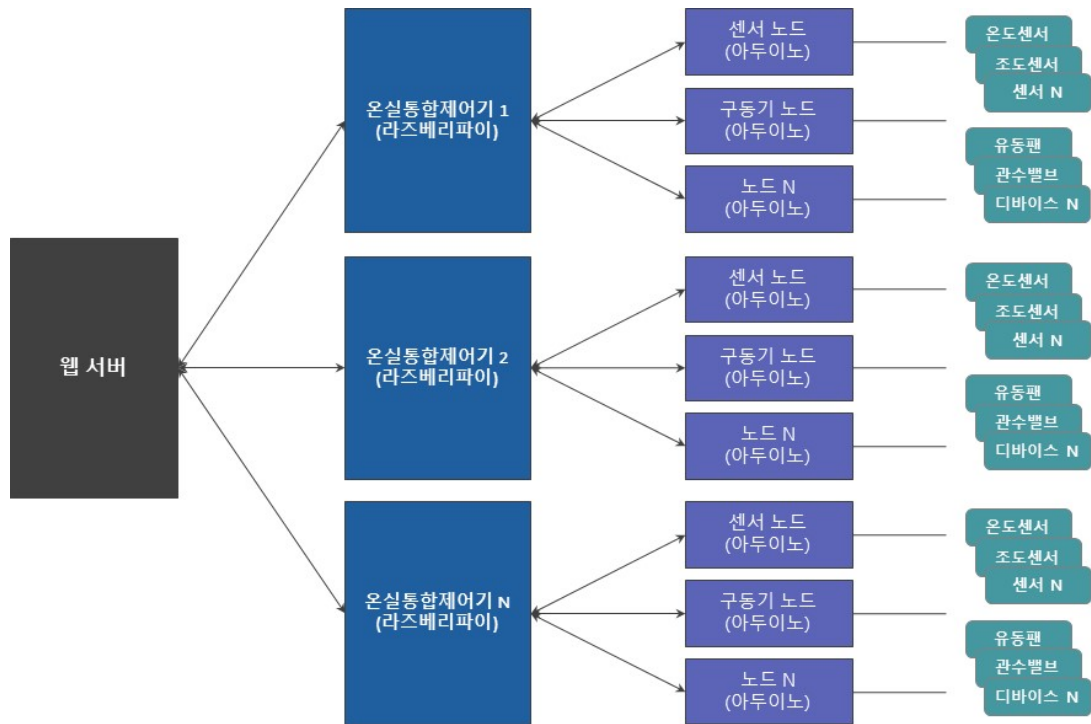 웹 서버
온실통합제어기 1
(라즈베리파이)
센서 노드
(아두이노)
구동기 노드
(아두이노)
노드 N
(아두이노)
온도센서
조도센서
센서 N
유동팬
관수밸브
디바이스 N
온실통합제어기 2
(라즈베리파이)
센서 노드
(아두이노)
구동기 노드
(아두이노)
노드 N
(아두이노)
온도센서
조도센서
센서 N
유동팬
관수밸브
디바이스 N
온실통합제어기 N
(라즈베리파이)
센서 노드
(아두이노)
구동기 노드
(아두이노)
노드 N
(아두이노)
온도센서
조도센서
센서 N
유동팬
관수밸브
디바이스 N